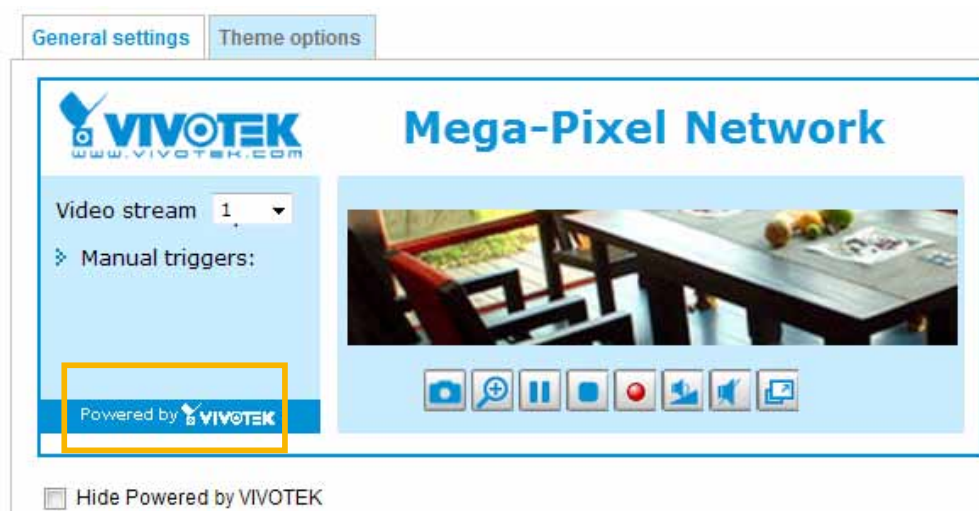 General settings Theme options
VIVOTEK Mega-Pixel Network
www.vivotek.com
Video stream 1
Manual triggers:
Powered by VIVOTEK
Hide Powered by VIVOTEK